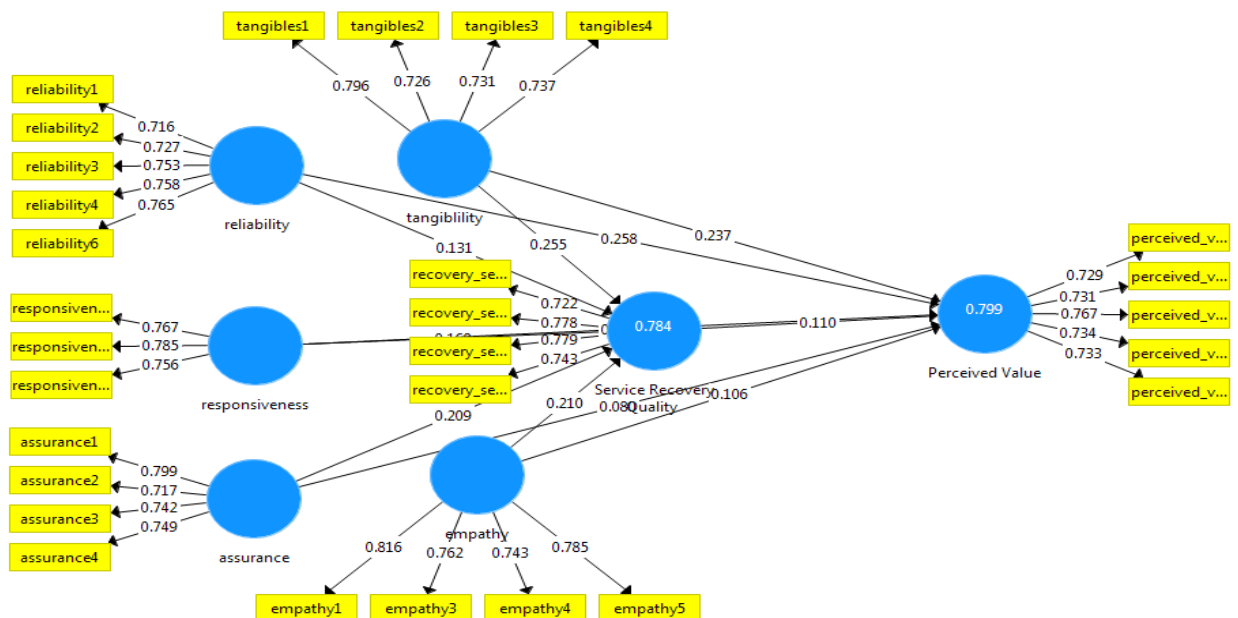 tangibles1
tangibles2
tangibles3
tangibles4
0.796
0.726
0.731
0.737
reliability1
reliability2
reliability3
reliability4
reliability6
0.716
0.727
0.753
0.758
0.765
reliability
tangiblility
0.131
0.255
0.258
0.237
recovery_se...
recovery_se...
recovery_se...
recovery_se...
0.722
0.778
0.779
0.743
0.784
Service Recovery
Quality
responsiven...
responsiven...
responsiven...
0.767
0.785
0.756
responsiveness
0.110
0.799
Perceived Value
perceived_v...
perceived_v...
perceived_v...
perceived_v...
perceived_v...
0.729
0.731
0.767
0.734
0.733
assurance1
assurance2
assurance3
assurance4
0.799
0.717
0.742
0.749
assurance
0.209
0.210
0.106
empathy
0.816
0.762
0.743
0.785
empathy1
empathy3
empathy4
empathy5